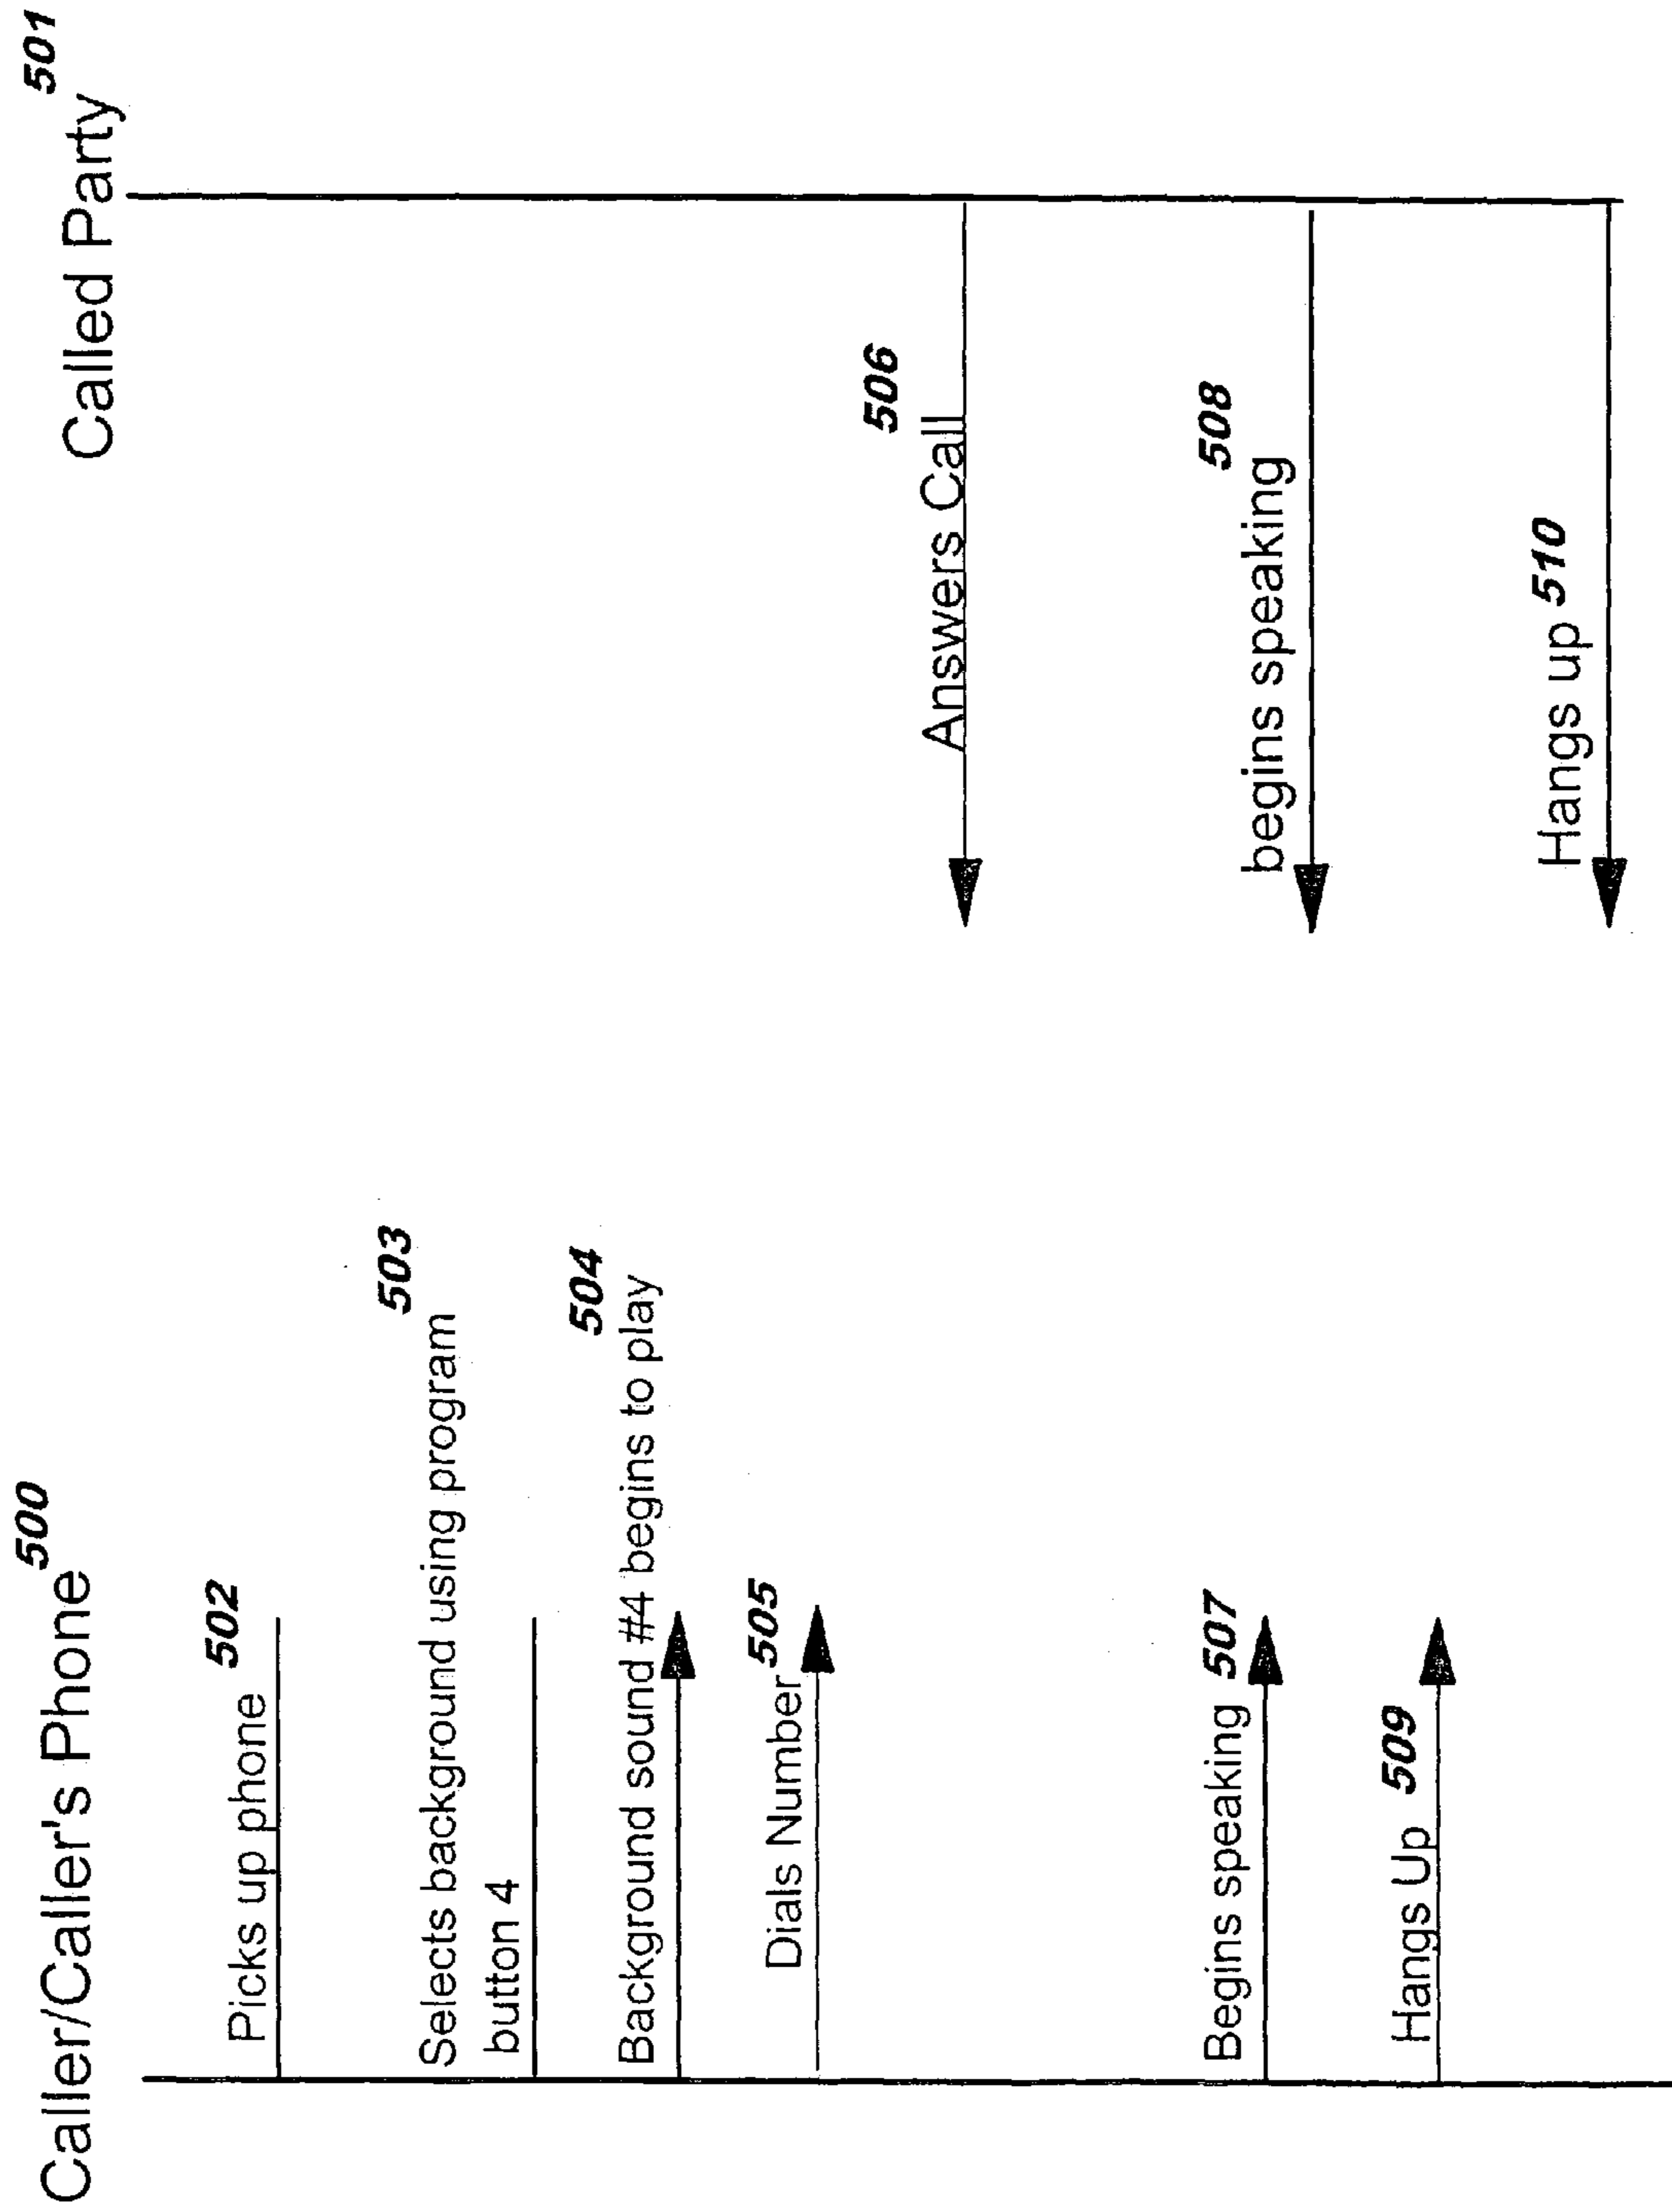 Caller/Caller's Phone 500
Called Party 501
Picks up phone 502
Selects background using program 503
button 4
Background sound #4 begins to play 504
Dials Number 505
Answers Call 506
Begins speaking 507
begins speaking 508
Hangs Up 509
Hangs up 510